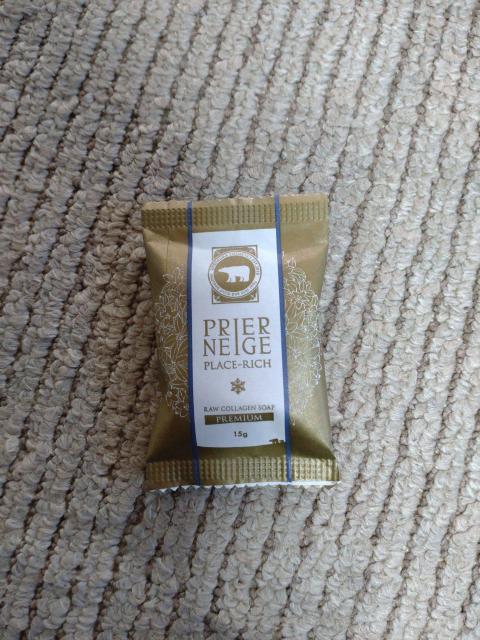 PRIER
NEIGE
PLACE-RICH
RAW COLLAGEN SOAP
PREMIUM
15g